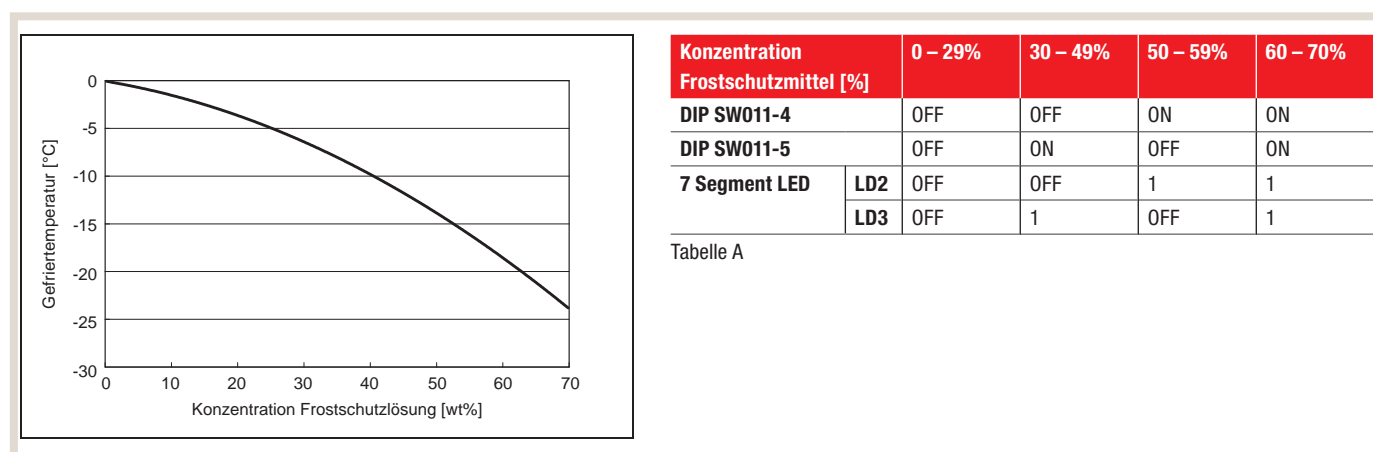 0
-5
-10
-15
-20
-25
-30
Gefriertemperatur [°C]
0 10 20 30 40 50 60 70
Konzentration Frostschutzlösung [wt%]
Konzentration Frostschutzmittel [%] 0 – 29% 30 – 49% 50 – 59% 60 – 70%
DIP SW011-4 OFF OFF ON ON
DIP SW011-5 OFF ON OFF ON
7 Segment LED LD2 OFF OFF 1 1
LD3 OFF 1 OFF 1
Tabelle A